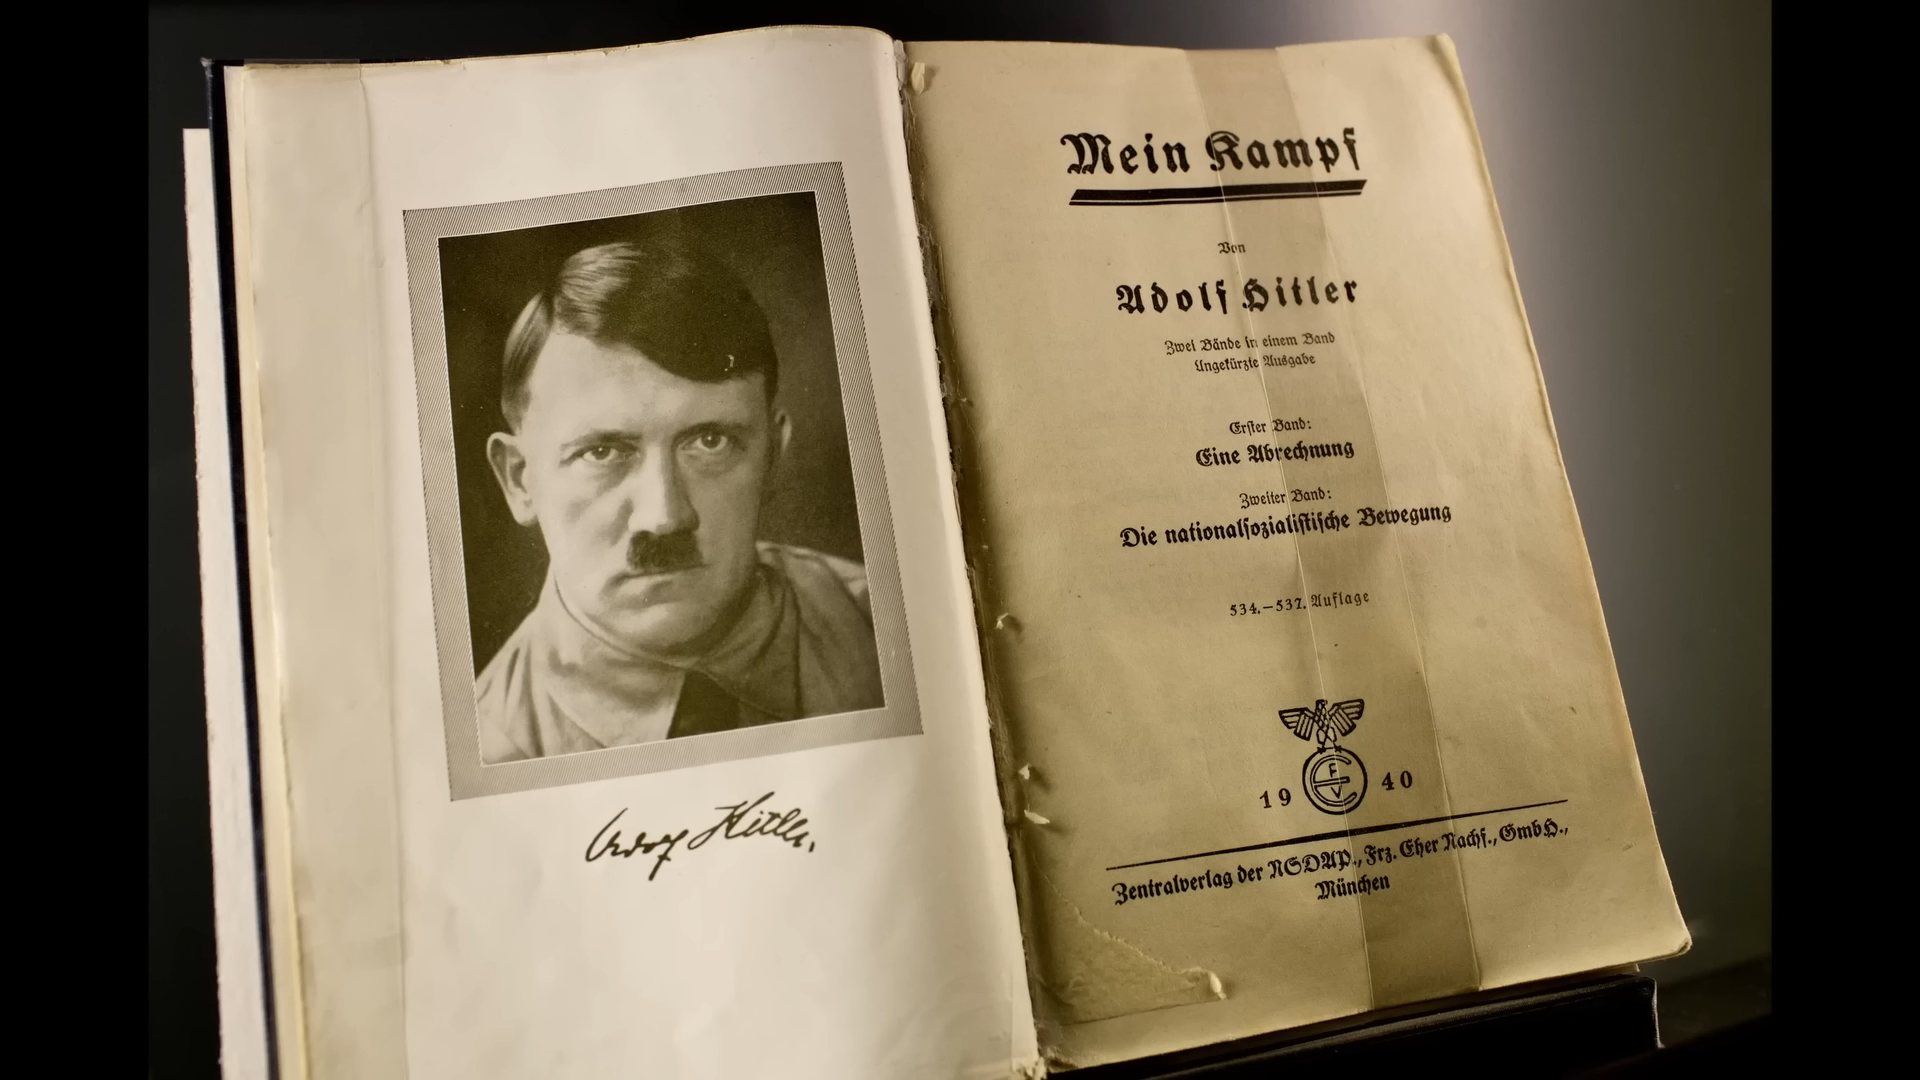 Adolf Hitler.
Mein Kampf
Von
Adolf Hitler
Zwei Bände in einem Band
Ungekürzte Ausgabe
Erster Band:
Eine Abrechnung
Zweiter Band:
Die nationalsozialistische Bewegung
534.–537. Auflage
FEV
19 40
Zentralverlag der NSDAP., Frz. Eher Nachf., GmbH.,
München